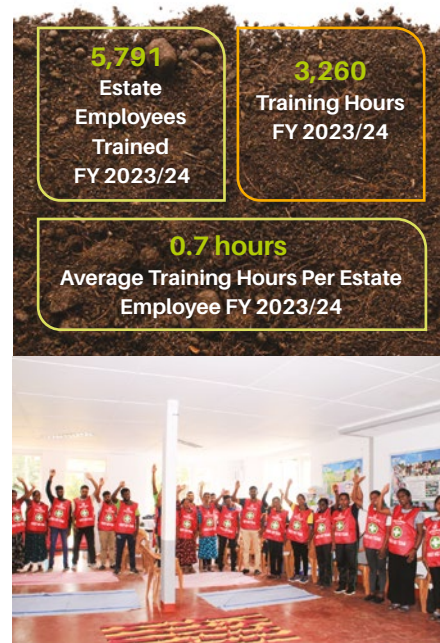 5,791
Estate
Employees
Trained
FY 2023/24
3,260
Training Hours
FY 2023/24
0.7 hours
Average Training Hours Per Estate
Employee FY 2023/24